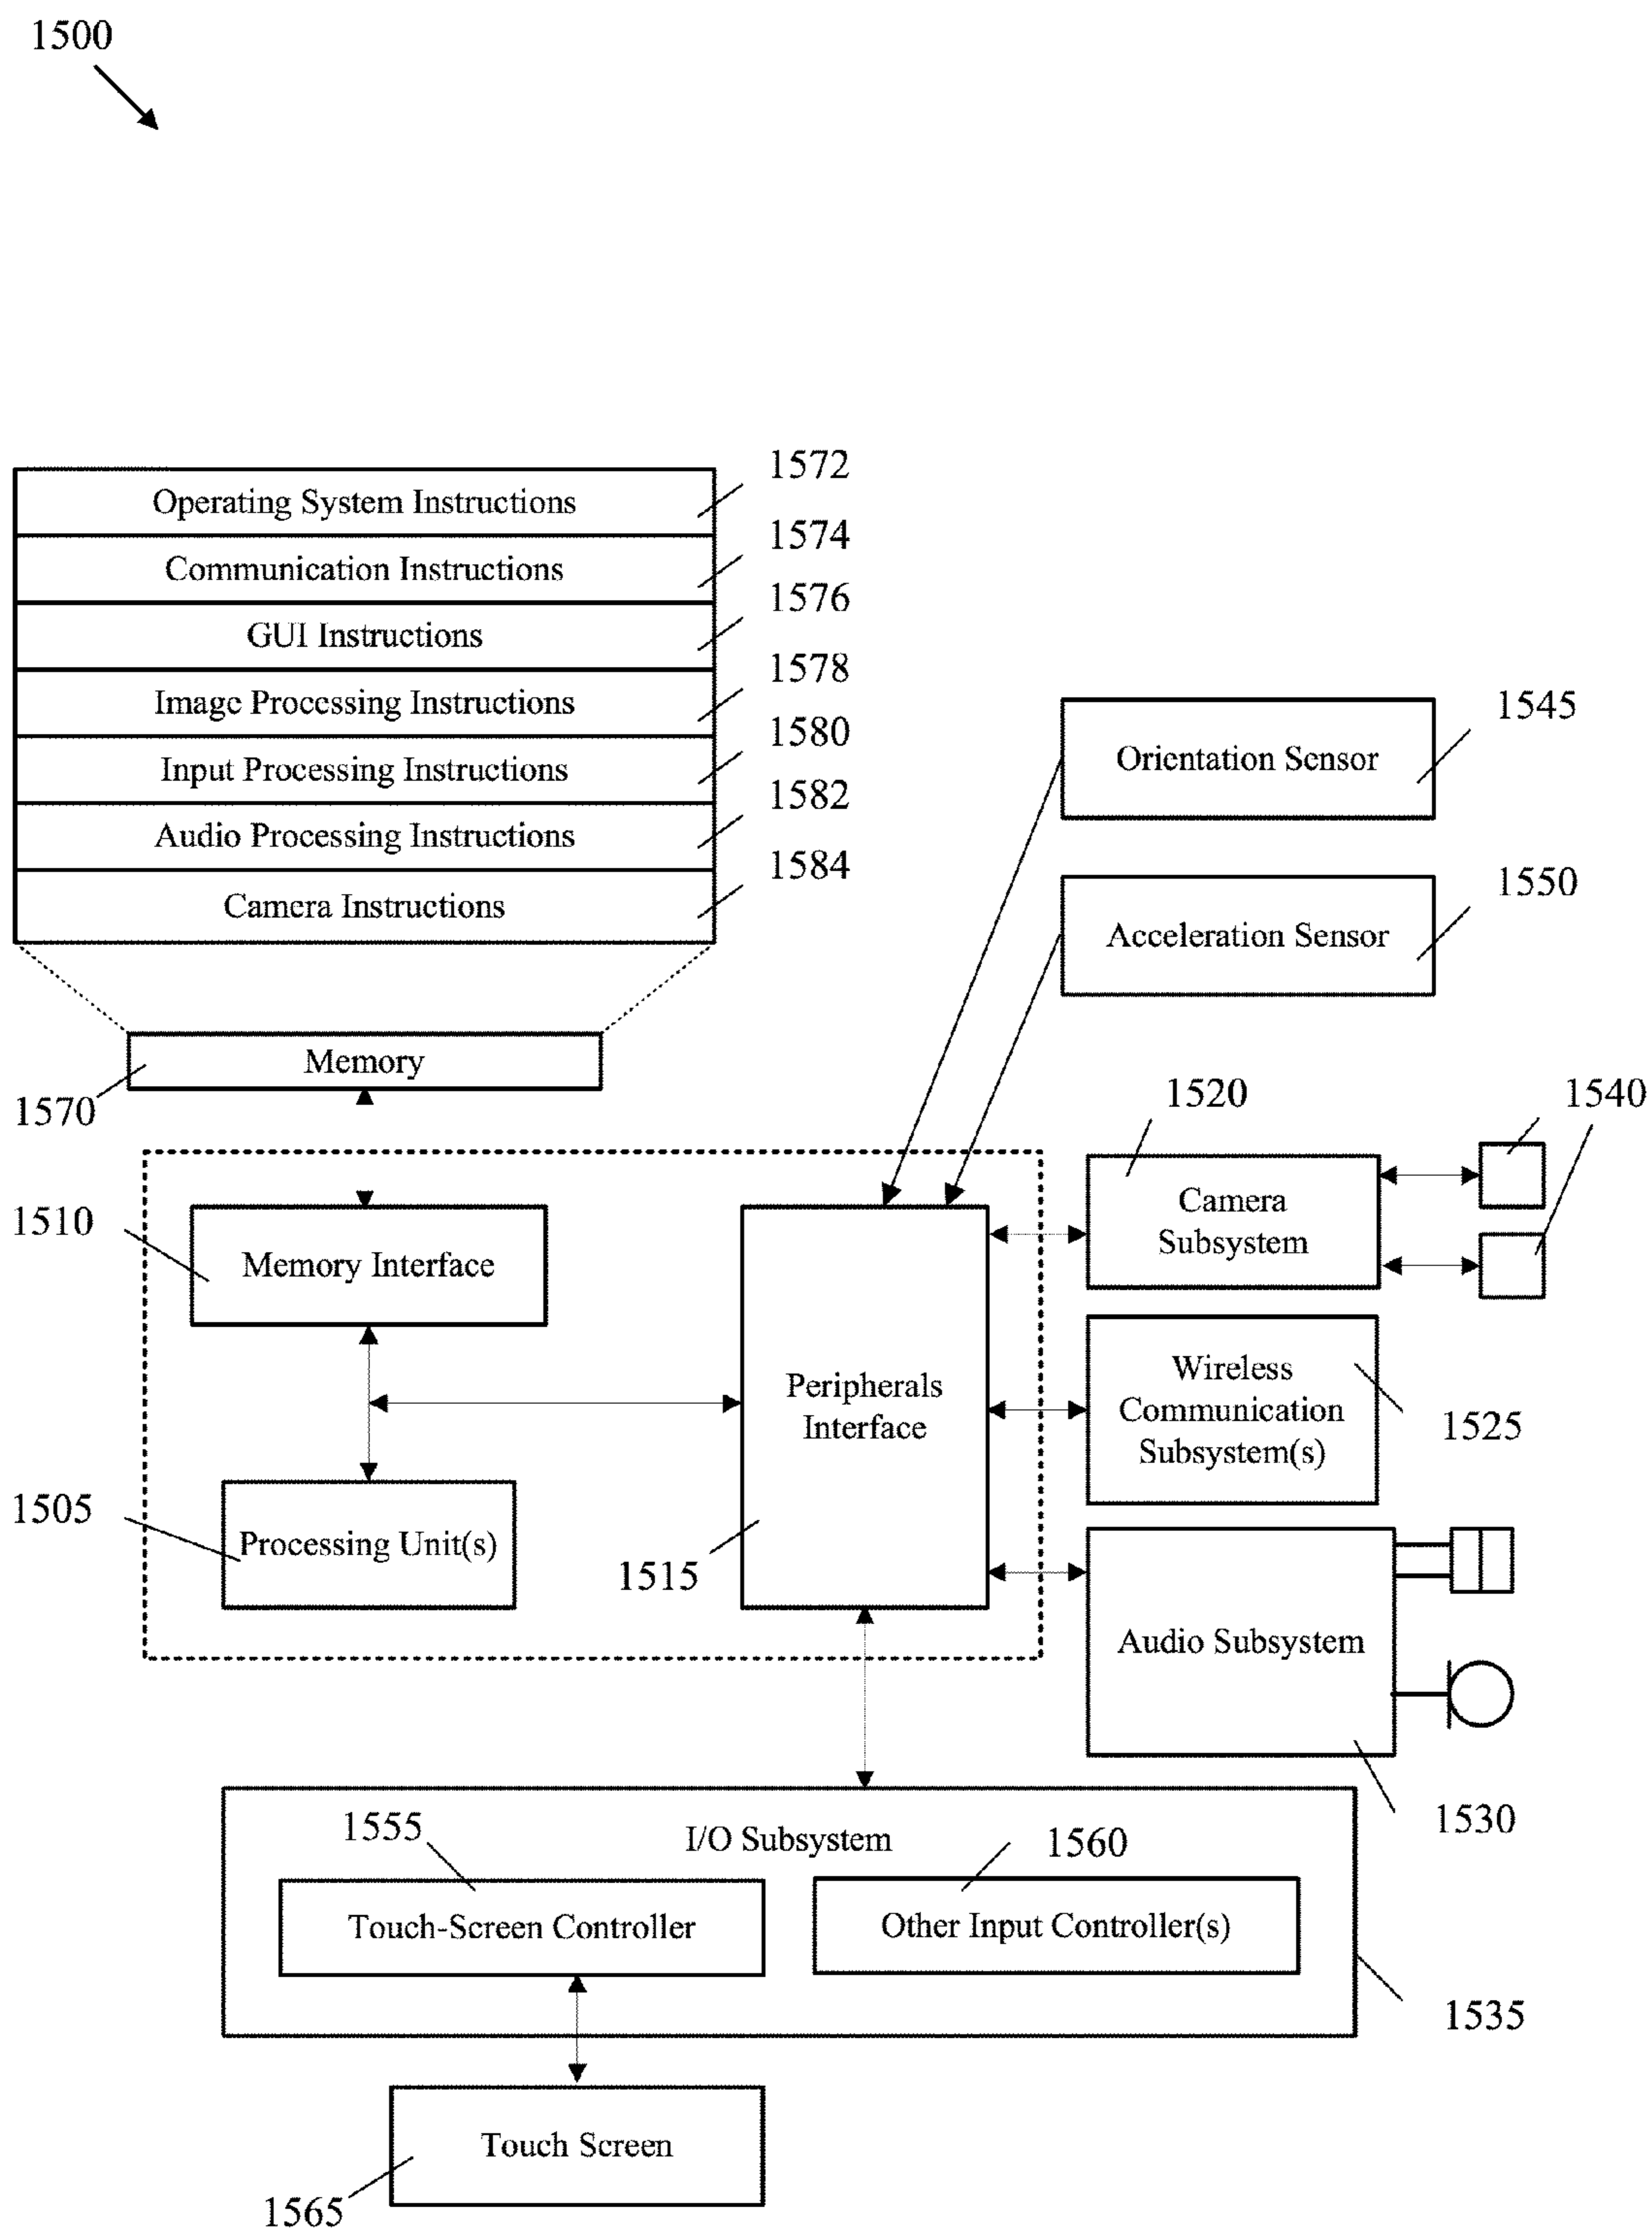 1500
1572
Operating System Instructions
1574
Communication Instructions
1576
GUI Instructions
1578
Image Processing Instructions
1580
Input Processing Instructions
1582
Audio Processing Instructions
1584
Camera Instructions
1545
Orientation Sensor
1550
Acceleration Sensor
Memory
1570
1520
1540
Camera
Subsystem
1510
Memory Interface
Peripherals
Interface
1515
Wireless
Communication
Subsystem(s)
1525
1505
Processing Unit(s)
Audio Subsystem
1530
1555
I/O Subsystem
1560
Touch-Screen Controller
Other Input Controller(s)
1535
Touch Screen
1565